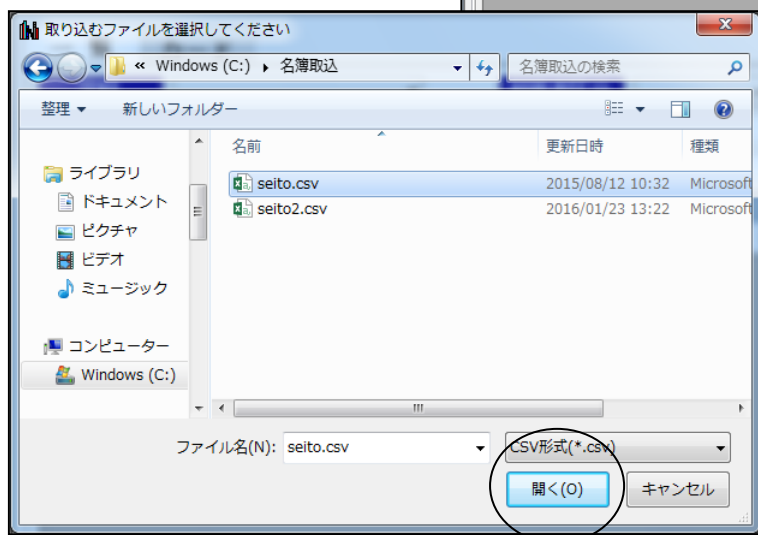 取り込むファイルを選択してください
« Windows (C:) ▸ 名簿取込
名簿取込の検索
整理 新しいフォルダー
名前 更新日時 種類
ライブラリ
ドキュメント
ピクチャ
ビデオ
ミュージック
コンピューター
Windows (C:)
seito.csv 2015/08/12 10:32 Microsoft
seito2.csv 2016/01/23 13:22 Microsoft
ファイル名(N): seito.csv CSV形式(*.csv)
開く(O) キャンセル